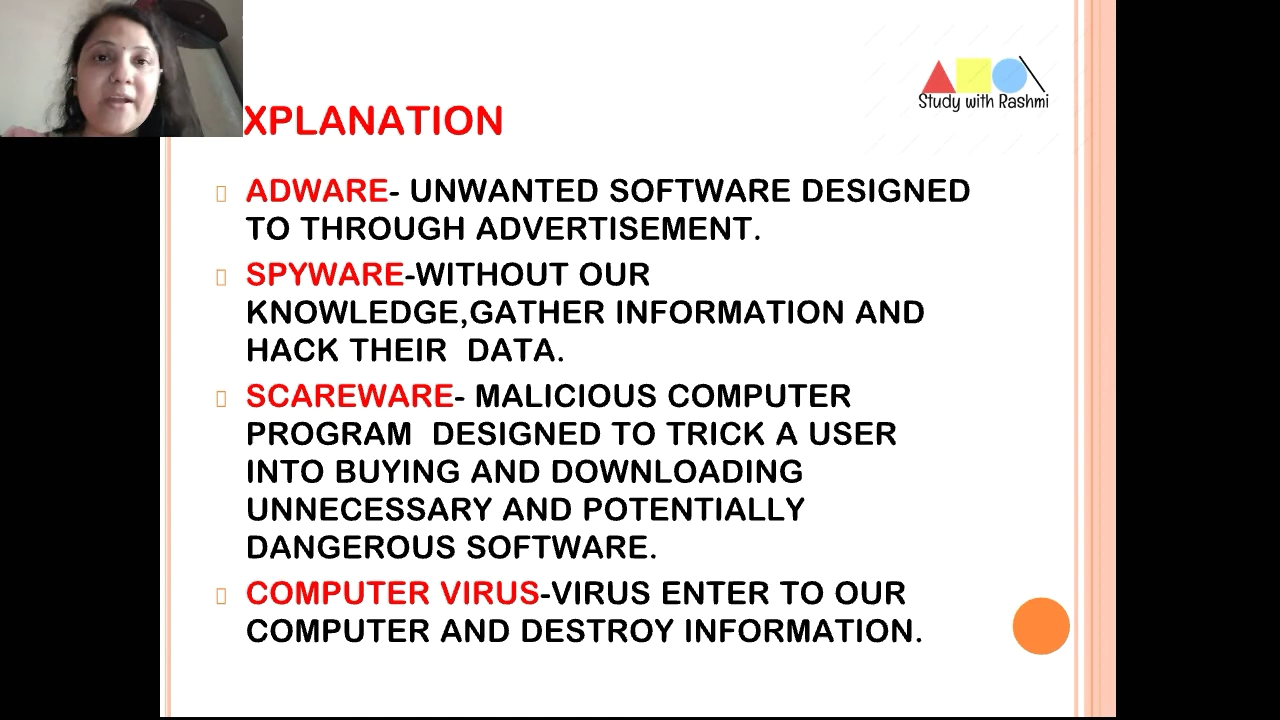 Study with Rashmi
XPLANATION
ADWARE- UNWANTED SOFTWARE DESIGNED
TO THROUGH ADVERTISEMENT.
SPYWARE-WITHOUT OUR
KNOWLEDGE,GATHER INFORMATION AND
HACK THEIR DATA.
SCAREWARE- MALICIOUS COMPUTER
PROGRAM DESIGNED TO TRICK A USER
INTO BUYING AND DOWNLOADING
UNNECESSARY AND POTENTIALLY
DANGEROUS SOFTWARE.
COMPUTER VIRUS-VIRUS ENTER TO OUR
COMPUTER AND DESTROY INFORMATION.